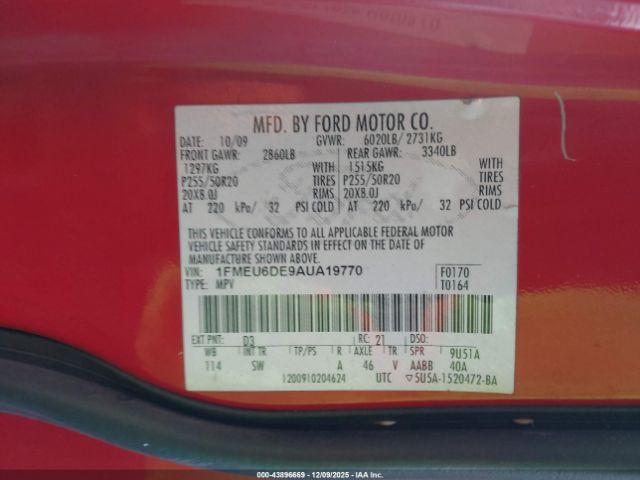 MFD. BY FORD MOTOR CO.
DATE: 10/09 GVWR: 6020LB/ 2731KG
FRONT GAWR: 2860LB REAR GAWR: 3340LB
1297KG WITH 1515KG WITH
P255/50R20 TIRES P255/50R20 TIRES
20X8.0J RIMS 20X8.0J RIMS
AT 220 kPa/ 32 PSI COLD AT 220 kPa/ 32 PSI COLD
THIS VEHICLE CONFORMS TO ALL APPLICABLE FEDERAL MOTOR
VEHICLE SAFETY STANDARDS IN EFFECT ON THE DATE OF
MANUFACTURE SHOWN ABOVE.
VIN: 1FMEU6DE9AUA19770 F0170
TYPE: MPV T0164
EXT PNT: D3 RC: 21 DSO:
WB INT TR TP/PS R AXLE TR SPR 9U51A
114 SW A 46 V AABB 40A
1200910204624 UTC ▽5U5A-1520472-BA
© IAA 43896669 - 12/09/2025 - IAA Inc.